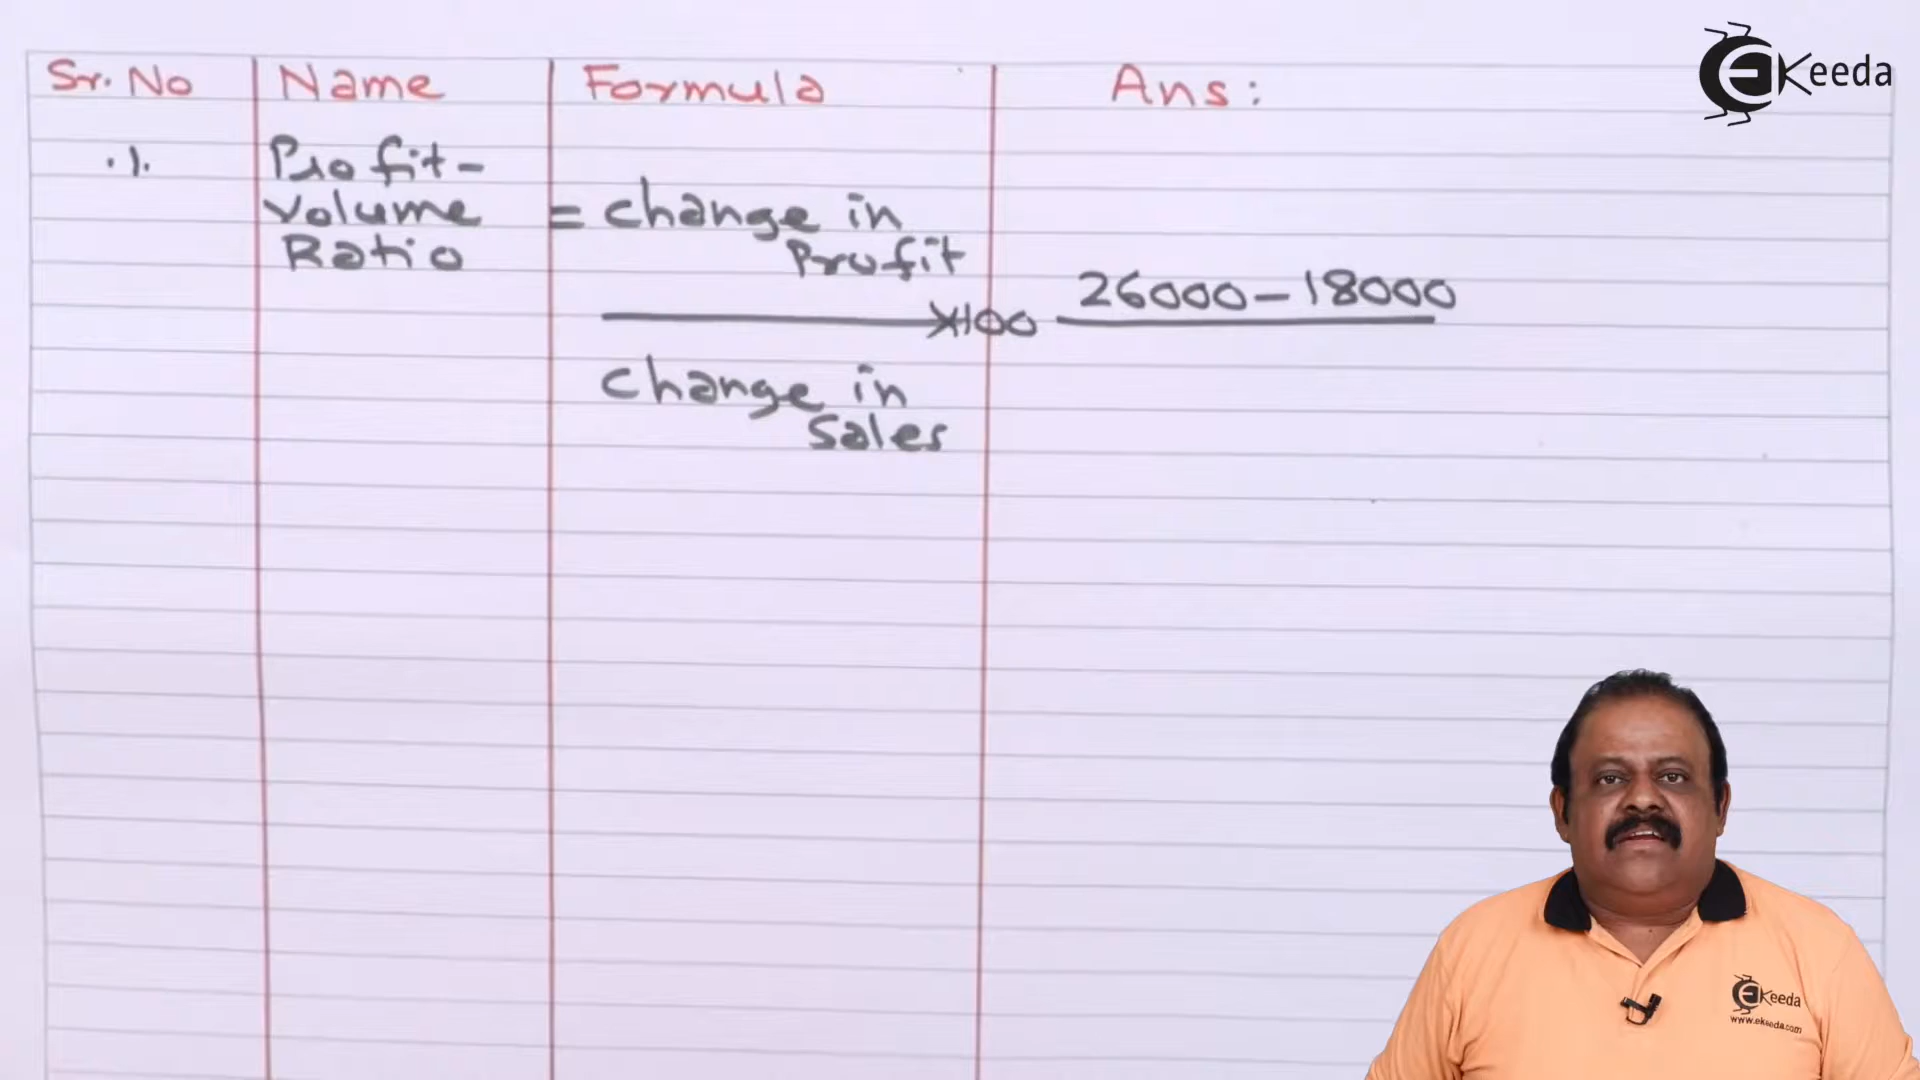 Sr. No Name Formula Ans:
1. Profit-
Volume = change in
Ratio Profit
26000-18000
×100
change in
Sales
EKeeda
EKeeda
www.ekeeda.com